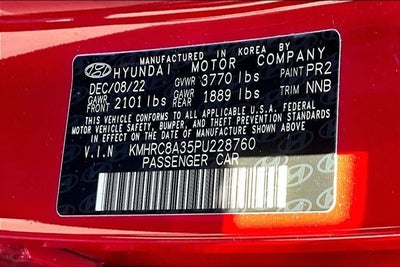 MANUFACTURED IN KOREA BY
HYUNDAI MOTOR COMPANY
DEC/08/22 GVWR 3770 lbs PAINT PR2
GAWR FRT 2101 lbs GAWR RR 1889 lbs TRIM NNB
THIS VEHICLE CONFORMS TO ALL APPLICABLE U.S.A. FEDERAL
MOTOR VEHICLE SAFETY, BUMPER, AND THEFT PREVENTION STANDARDS
IN EFFECT ON THE DATE OF MANUFACTURE SHOWN ABOVE.
V.I.N KMHRC8A35PU228760
PASSENGER CAR